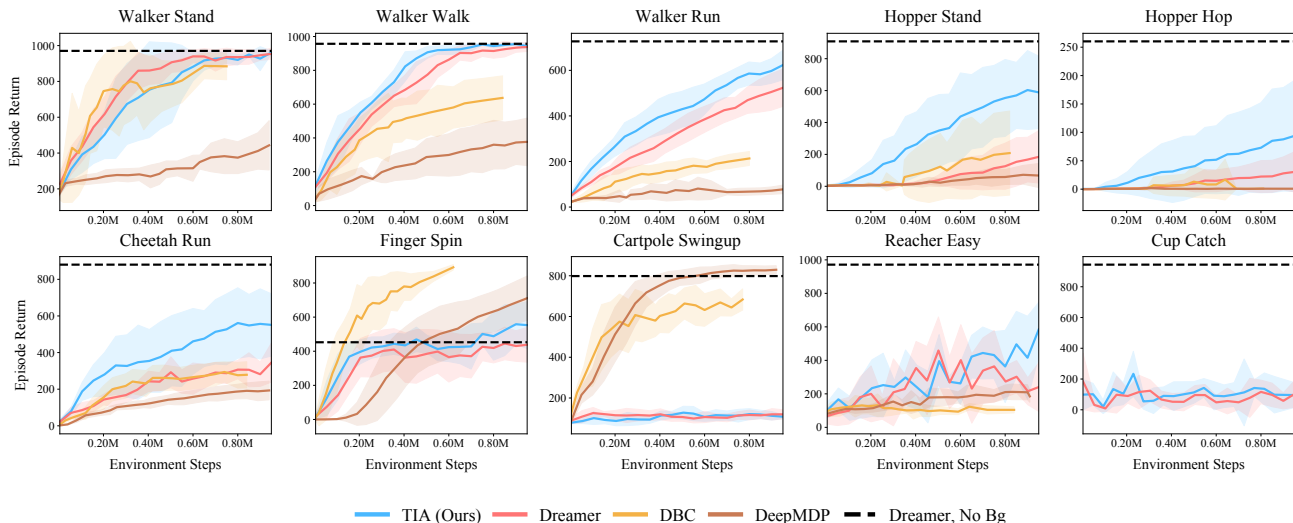 Walker Stand
Walker Walk
Walker Run
Hopper Stand
Hopper Hop
1000
800
600
400
200
0.20M 0.40M 0.60M 0.80M
Episode Return
1000
800
600
400
200
0
0.20M 0.40M 0.60M 0.80M
600
400
200
0
0.20M 0.40M 0.60M 0.80M
800
600
400
200
0
0.20M 0.40M 0.60M 0.80M
250
200
150
100
50
0
0.20M 0.40M 0.60M 0.80M
Cheetah Run
Finger Spin
Cartpole Swingup
Reacher Easy
Cup Catch
800
600
400
200
0
0.20M 0.40M 0.60M 0.80M
Episode Return
Environment Steps
800
600
400
200
0
0.20M 0.40M 0.60M 0.80M
Environment Steps
800
600
400
200
0.20M 0.40M 0.60M 0.80M
Environment Steps
1000
800
600
400
200
0
0.20M 0.40M 0.60M 0.80M
Environment Steps
800
600
400
200
0
0.20M 0.40M 0.60M 0.80M
Environment Steps
TIA (Ours) Dreamer DBC DeepMDP Dreamer, No Bg